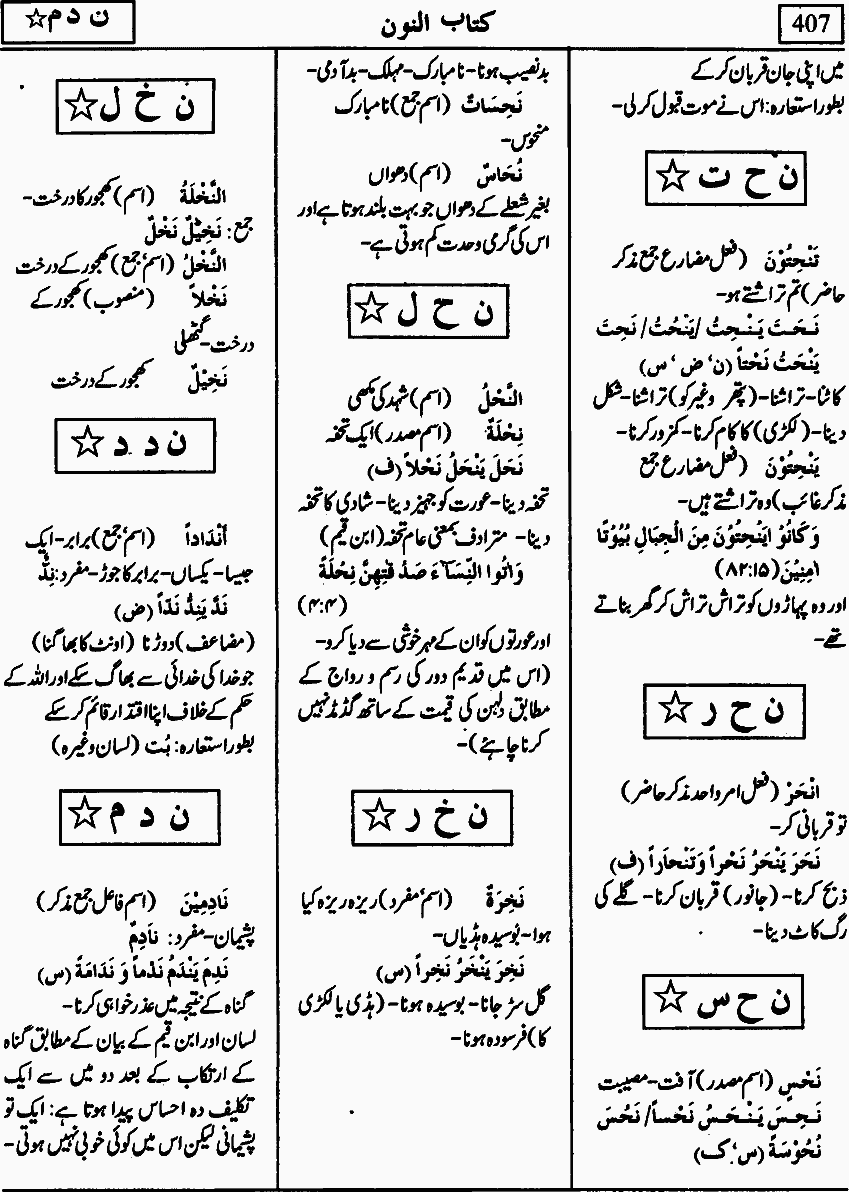 407
کتاب النون
ن د م☆
میں اپنی جان قربان کر کے
بطور استعارہ: اس نے موت قبول کر لی-
ن ح ت ☆
تَنْحِتُوْنَ (فعل مضارع جمع مذکر
حاضر) تم تراشتے ہو-
نَحَتَ يَنْحِتُ / يَنْحُتُ / نَحِتَ
يَنْحَتُ نَحْتاً (ن، ض، س)
کاٹنا- تراشنا- (پتھر وغیرہ کو) تراشنا- شکل
دینا- (لکڑی) کا کام کرنا- کمزور کرنا-
يَنْحِتُوْنَ (فعل مضارع جمع
مذکر غائب) وہ تراشتے ہیں-
وَكَانُوْا يَنْحِتُوْنَ مِنَ الْجِبَالِ بُيُوْتًا
اٰمِنِيْنَ (۸۲:۱۵)
اور وہ پہاڑوں کو تراش تراش کر گھر بناتے
تھے-
ن ح ر ☆
انْحَرْ (فعل امر واحد مذکر حاضر)
تو قربانی کر-
نَحَرَ يَنْحَرُ نَحْراً وَتَنْحَاراً (ف)
ذبح کرنا- (جانور) قربان کرنا- گلے کی
رگ کاٹ دینا-
ن ح س ☆
نَحْسٍ (اسم مصدر) آفت- مصیبت
نَحِسَ يَنْحَسُ نَحْساً / نَحُسَ
نُحُوْسَةً (س، ک)
بدنصیب ہونا- نامبارک- مہلک- بدآدمی-
نَحِسَاتٌ (اسم جمع) نامبارک
منحوس-
نُحَاسٌ (اسم) دھواں
بغیر شعلے کے دھواں جو بہت بلند ہوتا ہے اور
اس کی گرمی و حدت کم ہوتی ہے-
ن ح ل ☆
النَّحْلُ (اسم) شہد کی مکھی
نِحْلَةً (اسم مصدر) ایک تحفہ
نَحَلَ يَنْحَلُ نَحْلاً (ف)
تحفہ دینا- عورت کو جہیز دینا- شادی کا تحفہ
دینا- مترادف بمعنی عام تحفہ (ابن قیم)
وَاٰتُوا النِّسَآءَ صَدُقٰتِهِنَّ نِحْلَةً
(۴:۴)
اور عورتوں کو ان کے مہر خوشی سے دیا کرو-
(اس میں قدیم دور کی رسم و رواج کے
مطابق دلہن کی قیمت کے ساتھ گڈمڈ نہیں
کرنا چاہئے)-
ن خ ر ☆
نَخِرَةً (اسم، مفرد) ریزہ ریزہ کیا
ہوا- بوسیدہ ہڈیاں-
نَخِرَ يَنْخَرُ نَخِراً (س)
گل سڑ جانا- بوسیدہ ہونا- (ہڈی یا لکڑی
کا) فرسودہ ہونا-
ن خ ل ☆
النَّخْلَةُ (اسم) کھجور کا درخت-
جمع: نَخِيْلٌ نَخْلٌ
النَّخْلُ (اسم، جمع) کھجور کے درخت
نَخْلاً (منصوب) کھجور کے
درخت- گٹھلی
نَخِيْلٌ کھجور کے درخت
ن د د ☆
أَنْدَاداً (اسم، جمع) برابر- ایک
جیسا- یکساں- برابر کا جوڑ- مفرد: نِدٌّ
نَدَّ يَنِدُّ نَدّاً (ض)
(مضاعف) دوڑنا (اونٹ کا بھاگنا)
جو خدا کی خدائی سے بھاگ سکے اور اللہ کے
حکم کے خلاف اپنا اقتدار قائم کر سکے
بطور استعارہ: بُت (لسان وغیرہ)
ن د م ☆
نَادِمِيْنَ (اسم فاعل جمع مذکر)
پشیمان- مفرد: نَادِمٌ
نَدِمَ يَنْدَمُ نَدْماً وَ نَدَامَةً (س)
گناہ کے نتیجہ میں عذر خواہی کرنا-
لسان اور ابن قیم کے بیان کے مطابق گناہ
کے ارتکاب کے بعد دو میں سے ایک
تکلیف دہ احساس پیدا ہوتا ہے: ایک تو
پشیمانی لیکن اس میں کوئی خوبی نہیں ہوتی-